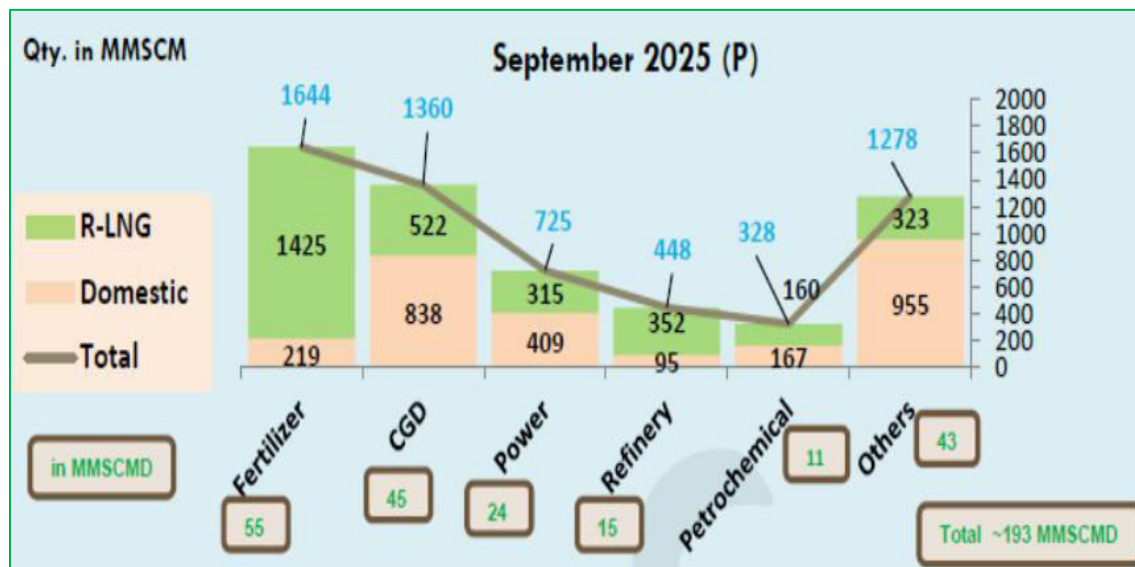 Qty. in MMSCM
September 2025 (P)
1644
1360
725
448
328
1278
2000
1800
1600
1400
1200
1000
800
600
400
200
0
R-LNG
Domestic
Total
1425
522
315
352
160
323
219
838
409
95
167
955
Fertilizer
CGD
Power
Refinery
Petrochemical
Others
in MMSCMD
55
45
24
15
11
43
Total ~193 MMSCMD